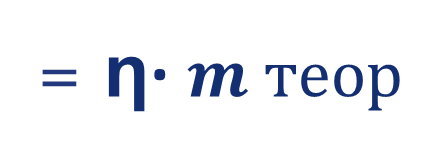 = η· m теор